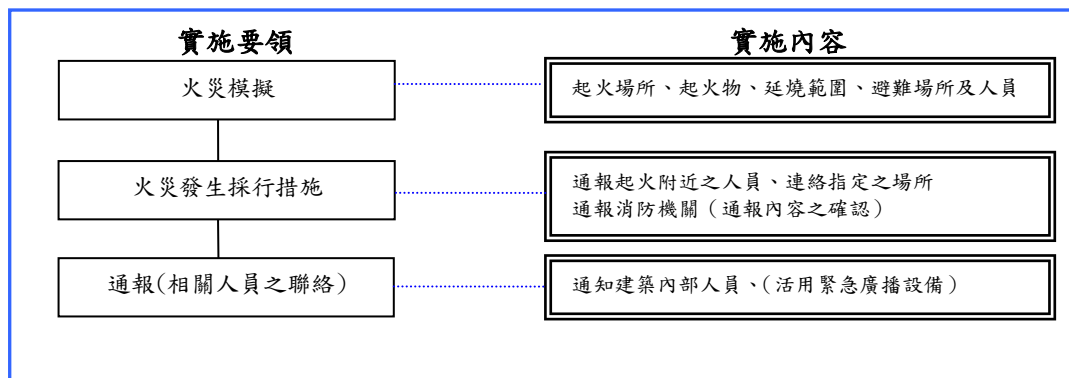 實施要領 實施內容
火災模擬 起火場所、起火物、延燒範圍、避難場所及人員
火災發生採行措施 通報起火附近之人員、連絡指定之場所
通報消防機關（通報內容之確認）
通報(相關人員之聯絡) 通知建築內部人員、(活用緊急廣播設備)